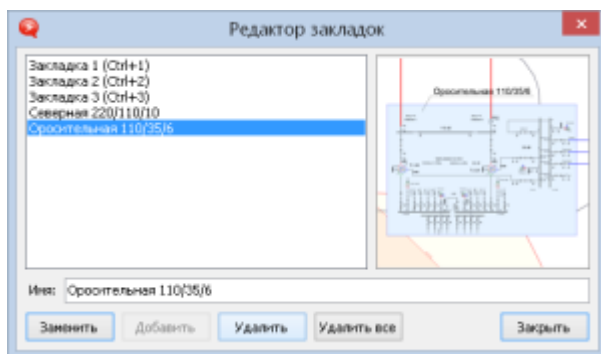 Редактор закладок
Закладка 1 (Ctrl+1)
Закладка 2 (Ctrl+2)
Закладка 3 (Ctrl+3)
Северная 220/110/10
Оросительная 110/35/6
Оросительная 110/35/6
Имя: Оросительная 110/35/6
Заменить Добавить Удалить Удалить все Закрыть